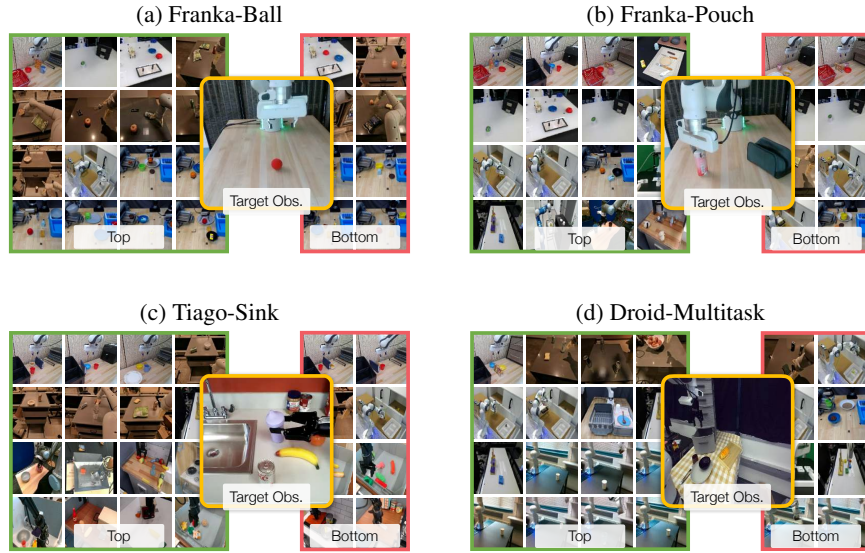 (a) Franka-Ball
(b) Franka-Pouch
Target Obs.
Top
Bottom
Target Obs.
Top
Bottom
(c) Tiago-Sink
(d) Droid-Multitask
Target Obs.
Top
Bottom
Target Obs.
Top
Bottom